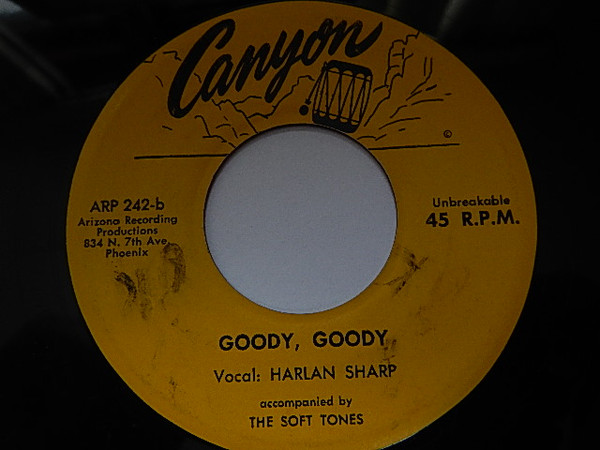 Canyon
©
ARP 242-b
Arizona Recording
Productions
834 N. 7th Ave.
Phoenix
Unbreakable
45 R.P.M.
GOODY, GOODY
Vocal: HARLAN SHARP
accompanied by
THE SOFT TONES